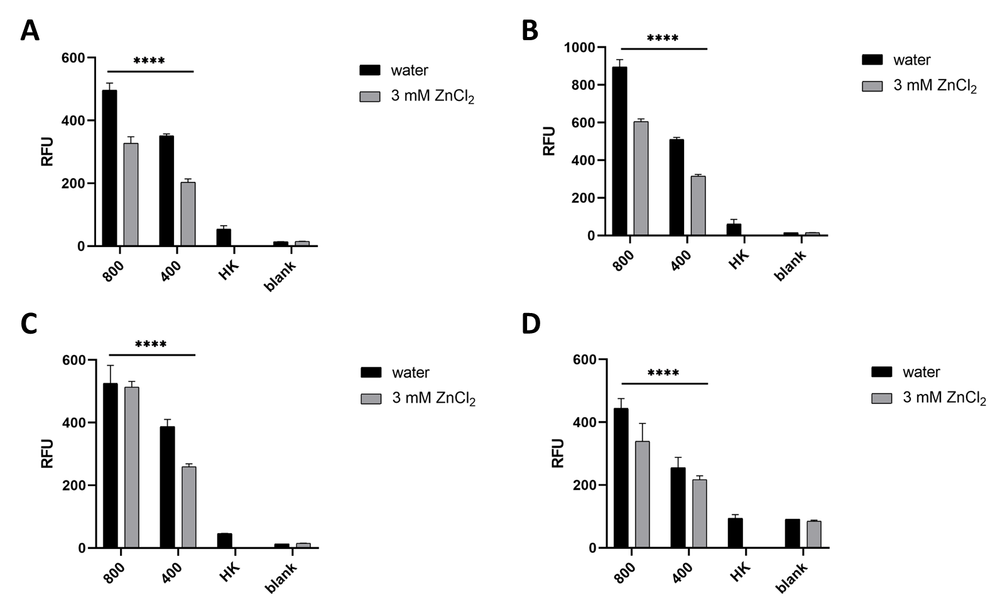 A
****
600
400
200
0
RFU
800
400
HK
blank
water
3 mM ZnCl₂
B
****
1000
800
600
400
200
0
RFU
800
400
HK
blank
water
3 mM ZnCl₂
C
****
600
400
200
0
RFU
800
400
HK
blank
water
3 mM ZnCl₂
D
****
600
400
200
0
RFU
800
400
HK
blank
water
3 mM ZnCl₂